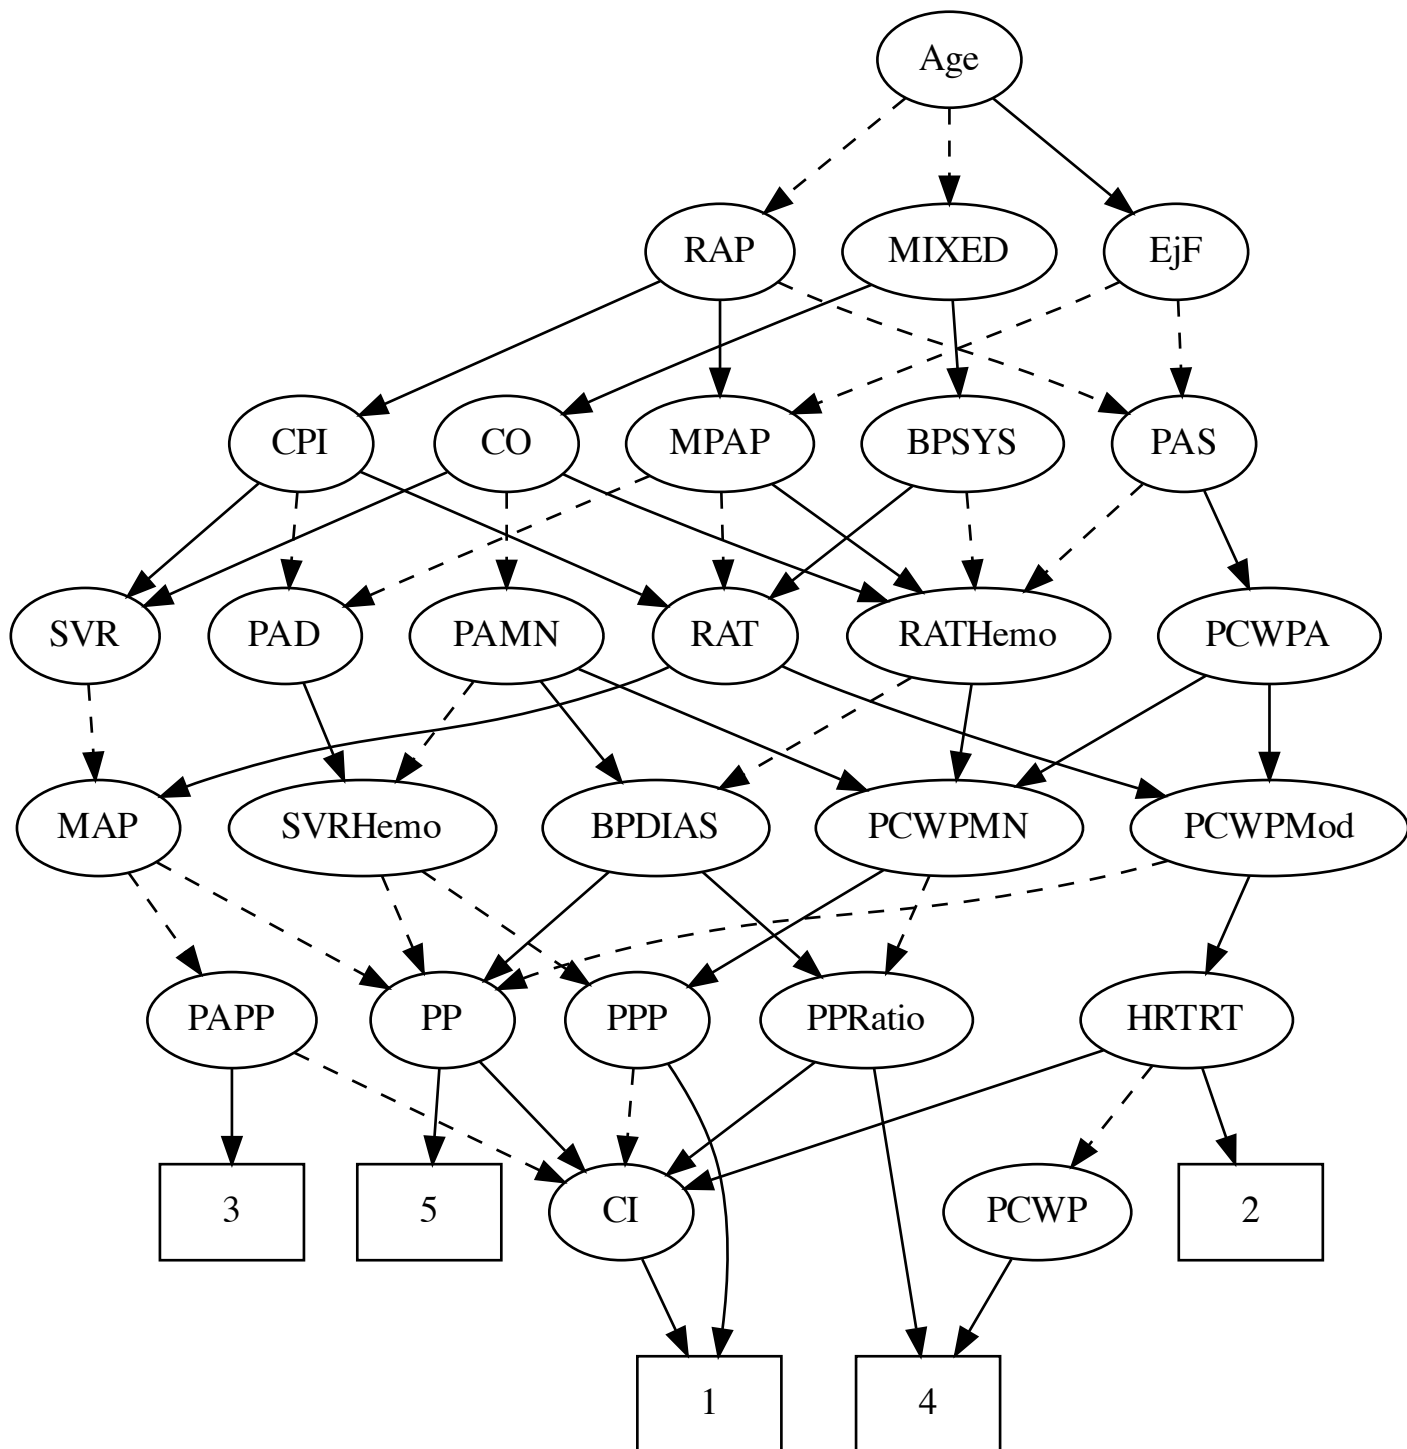 Age
RAP MIXED EjF
CPI CO MPAP BPSYS PAS
SVR PAD PAMN RAT RATHemo PCWPA
MAP SVRHemo BPDIAS PCWPMN PCWPMod
PAPP PP PPP PPRatio HRTRT
3 5 CI PCWP 2
1 4